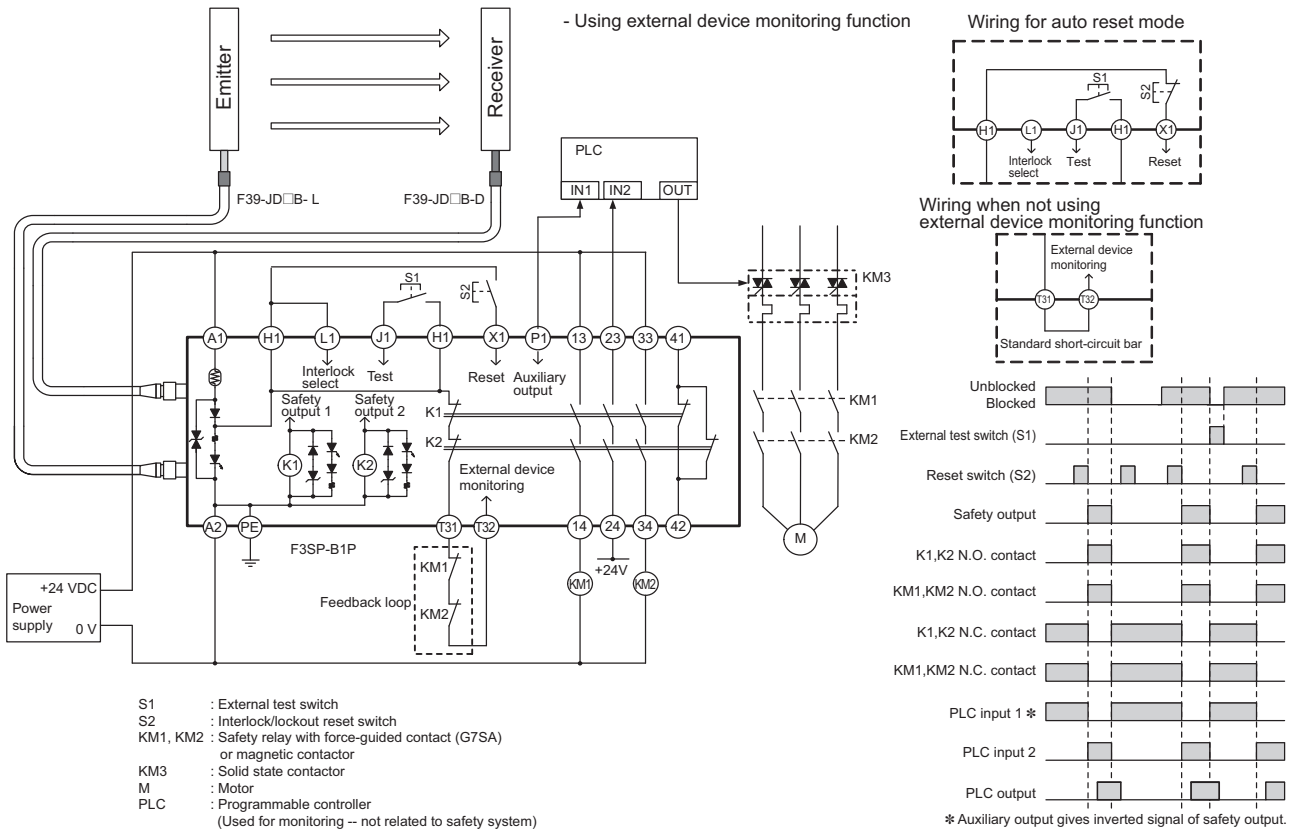 - Using external device monitoring function
Emitter
Receiver
F39-JD□B- L
F39-JD□B-D
PLC
IN1
IN2
OUT
KM3
S1
S2
A1
H1
L1
J1
H1
X1
P1
13
23
33
41
Interlock
select
Test
Reset
Auxiliary
output
Safety
output 1
Safety
output 2
K1
K2
K1
K2
External device
monitoring
KM1
KM2
M
A2
PE
T31
T32
14
24
34
42
F3SP-B1P
+24V
KM1
KM2
Feedback loop
KM1
KM2
+24 VDC
Power
supply
0 V
S1 : External test switch
S2 : Interlock/lockout reset switch
KM1, KM2 : Safety relay with force-guided contact (G7SA)
or magnetic contactor
KM3 : Solid state contactor
M : Motor
PLC : Programmable controller
(Used for monitoring -- not related to safety system)
Wiring for auto reset mode
S1
S2
H1
L1
J1
H1
X1
Interlock
select
Test
Reset
Wiring when not using
external device monitoring function
External device
monitoring
T31
T32
Standard short-circuit bar
Unblocked
Blocked
External test switch (S1)
Reset switch (S2)
Safety output
K1,K2 N.O. contact
KM1,KM2 N.O. contact
K1,K2 N.C. contact
KM1,KM2 N.C. contact
PLC input 1 ✽
PLC input 2
PLC output
✽ Auxiliary output gives inverted signal of safety output.